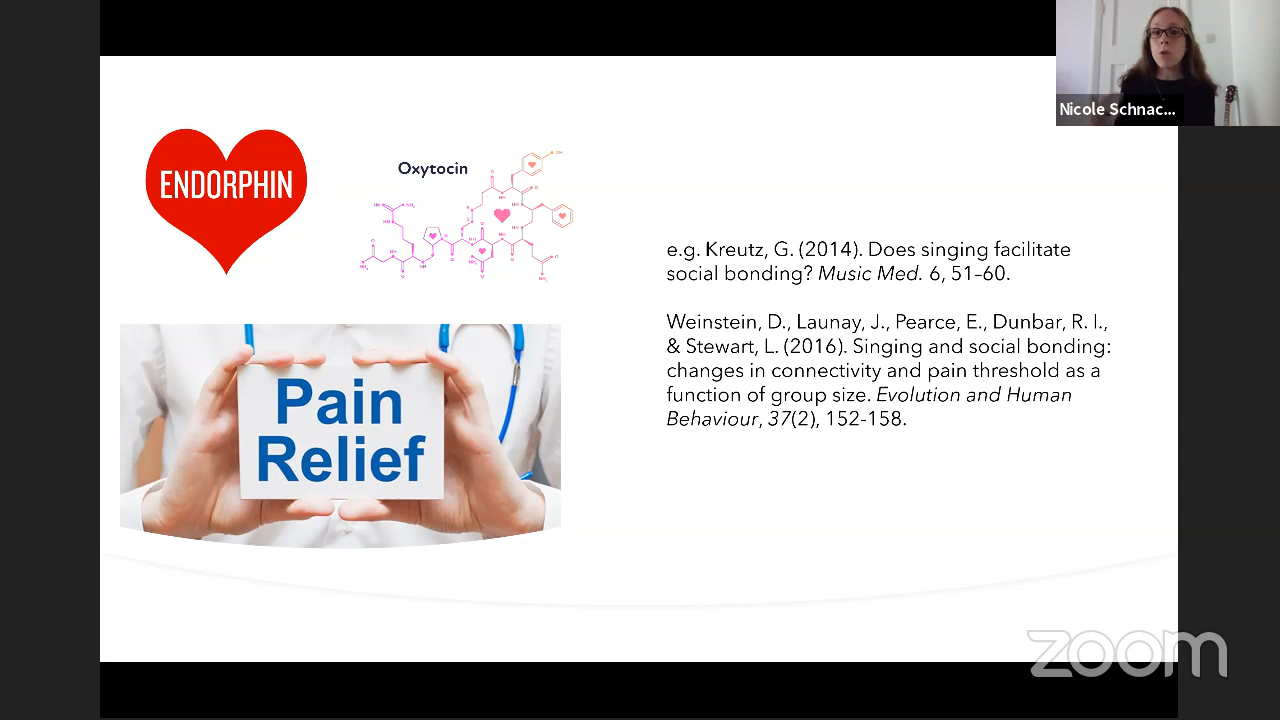 Nicole Schnac...
ENDORPHIN
Oxytocin
Pain
Relief
e.g. Kreutz, G. (2014). Does singing facilitate
social bonding? Music Med. 6, 51–60.
Weinstein, D., Launay, J., Pearce, E., Dunbar, R. I.,
& Stewart, L. (2016). Singing and social bonding:
changes in connectivity and pain threshold as a
function of group size. Evolution and Human
Behaviour, 37(2), 152-158.
zoom